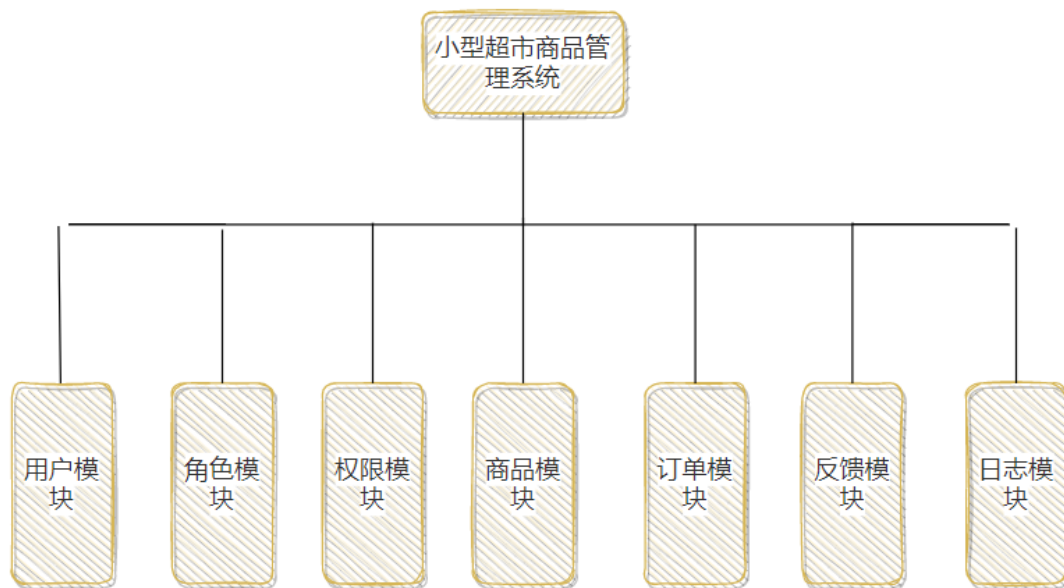 小型超市商品管
理系统
用户模
块
角色模
块
权限模
块
商品模
块
订单模
块
反馈模
块
日志模
块